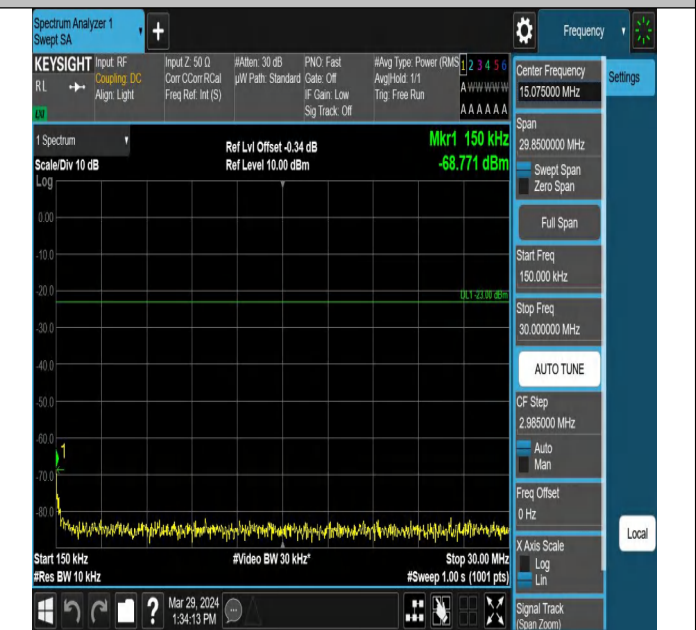 Spectrum Analyzer 1
Swept SA
+
Frequency
KEYSIGHT
RL
LXI
Input: RF
Coupling: DC
Align: Light
Input Z: 50 Ω
Corr CCorr RCal
Freq Ref: Int (S)
#Atten: 30 dB
µW Path: Standard
PNO: Fast
Gate: Off
IF Gain: Low
Sig Track: Off
#Avg Type: Power (RMS
Avg|Hold: 1/1
Trig: Free Run
1 2 3 4 5 6
A W W W W W
A A A A A A
1 Spectrum
Scale/Div 10 dB
Log
Ref Lvl Offset -0.34 dB
Ref Level 10.00 dBm
Mkr1 150 kHz
-68.771 dBm
0.00
-10.0
-20.0
DL1 -23.00 dBm
-30.0
-40.0
-50.0
-60.0
1
-70.0
-80.0
Start 150 kHz
#Res BW 10 kHz
#Video BW 30 kHz*
Stop 30.00 MHz
#Sweep 1.00 s (1001 pts)
Center Frequency
15.075000 MHz
Settings
Span
29.8500000 MHz
Swept Span
Zero Span
Full Span
Start Freq
150.000 kHz
Stop Freq
30.000000 MHz
AUTO TUNE
CF Step
2.985000 MHz
Auto
Man
Freq Offset
0 Hz
Local
X Axis Scale
Log
Lin
Signal Track
(Span Zoom)
?
Mar 29, 2024
1:34:13 PM